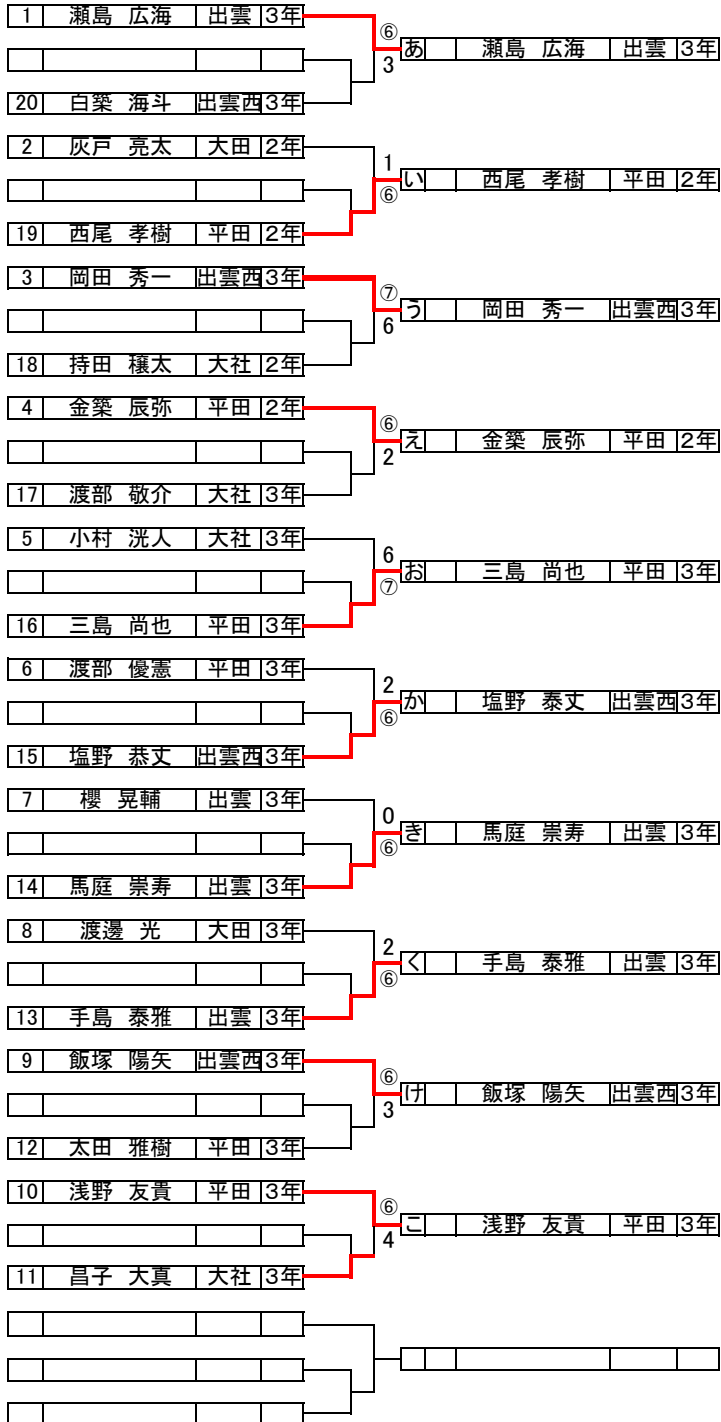 1 瀬島 広海 出雲 3年
⑥ あ 瀬島 広海 出雲 3年
3
20 白築 海斗 出雲西 3年
2 灰戸 亮太 大田 2年
1 い 西尾 孝樹 平田 2年
⑥
19 西尾 孝樹 平田 2年
3 岡田 秀一 出雲西 3年
⑦ う 岡田 秀一 出雲西 3年
6
18 持田 穣太 大社 2年
4 金築 辰弥 平田 2年
⑥ え 金築 辰弥 平田 2年
2
17 渡部 敬介 大社 3年
5 小村 洸人 大社 3年
6 お 三島 尚也 平田 3年
⑦
16 三島 尚也 平田 3年
6 渡部 優憲 平田 3年
2 か 塩野 泰丈 出雲西 3年
⑥
15 塩野 恭丈 出雲西 3年
7 櫻 晃輔 出雲 3年
0 き 馬庭 崇寿 出雲 3年
⑥
14 馬庭 崇寿 出雲 3年
8 渡邊 光 大田 3年
2 く 手島 泰雅 出雲 3年
⑥
13 手島 泰雅 出雲 3年
9 飯塚 陽矢 出雲西 3年
⑥ け 飯塚 陽矢 出雲西 3年
3
12 太田 雅樹 平田 3年
10 浅野 友貴 平田 3年
⑥ こ 浅野 友貴 平田 3年
4
11 昌子 大真 大社 3年